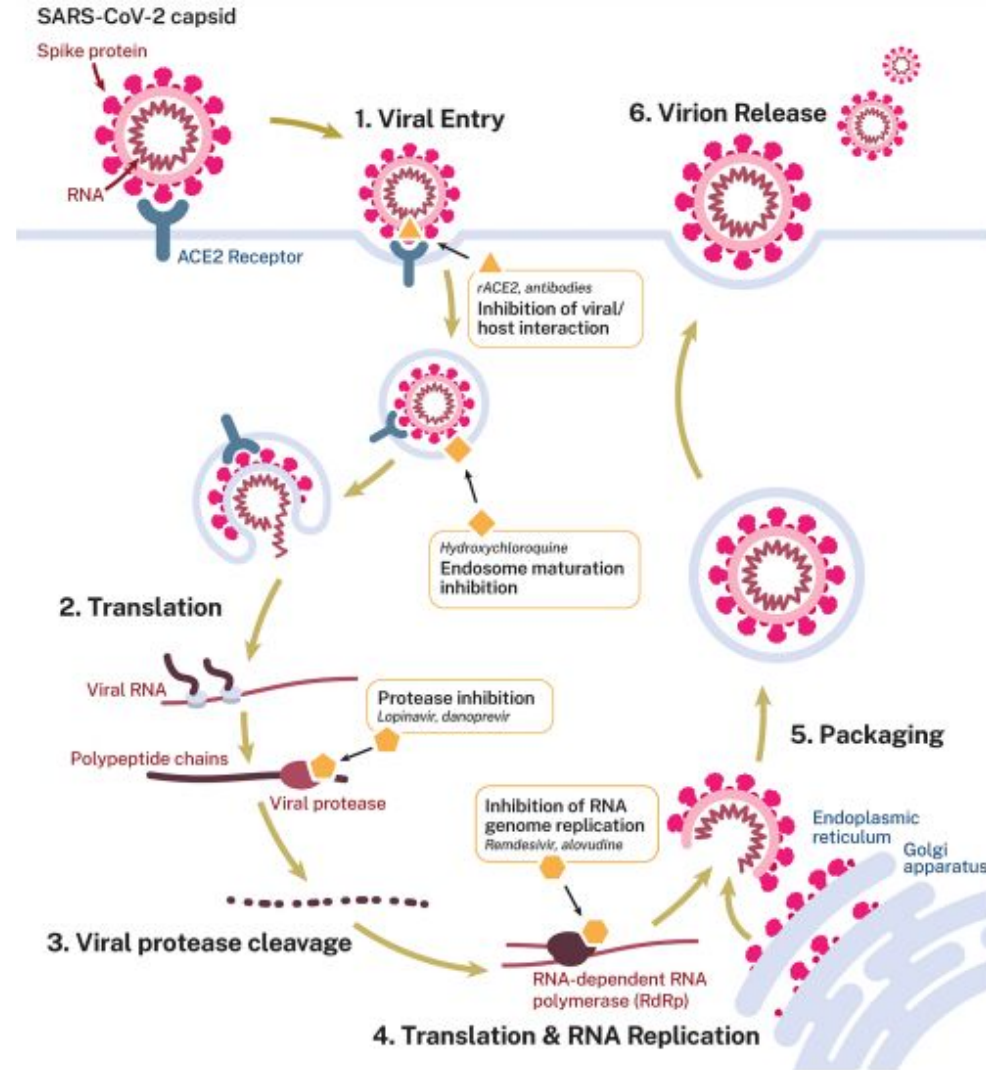 SARS-CoV-2 capsid
Spike protein
RNA
ACE2 Receptor
1. Viral Entry
rACE2, antibodies
Inhibition of viral/
host interaction
Hydroxychloroquine
Endosome maturation
inhibition
2. Translation
Viral RNA
Polypeptide chains
Viral protease
Protease inhibition
Lopinavir, danoprevir
3. Viral protease cleavage
Inhibition of RNA
genome replication
Remdesivir, alovudine
RNA-dependent RNA
polymerase (RdRp)
4. Translation & RNA Replication
5. Packaging
Endoplasmic
reticulum
Golgi
apparatus
6. Virion Release